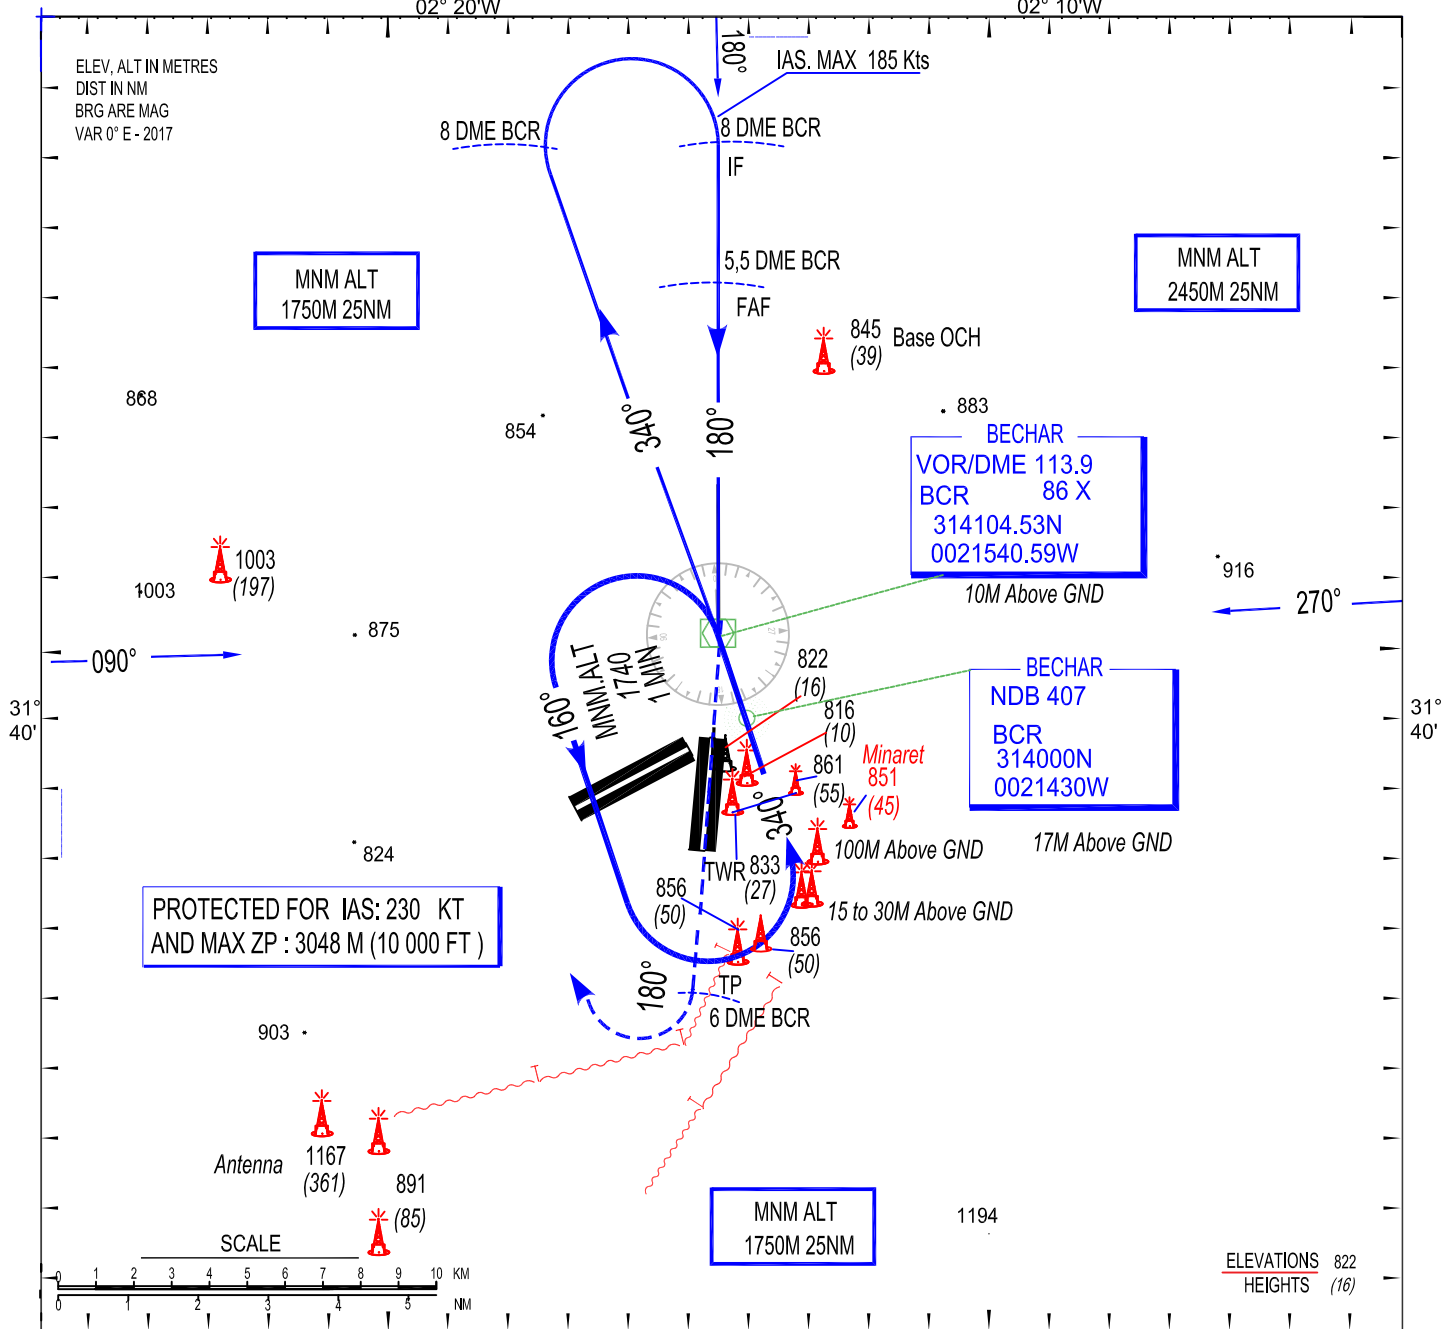 02° 20'W
02° 10'W
ELEV, ALT IN METRES
DIST IN NM
BRG ARE MAG
VAR 0° E - 2017
180°
IAS. MAX 185 Kts
8 DME BCR
8 DME BCR
IF
5,5 DME BCR
FAF
MNM ALT
1750M 25NM
MNM ALT
2450M 25NM
845
(39)
Base OCH
868
854
340°
180°
883
BECHAR
VOR/DME 113.9
BCR 86 X
314104.53N
0021540.59W
10M Above GND
916
1003
(197)
1003
875
090°
270°
MNM.ALT
1740
1 MIN
160°
822
(16)
816
(10)
861
(55)
Minaret
851
(45)
BECHAR
NDB 407
BCR
314000N
0021430W
17M Above GND
31°
40'
31°
40'
340°
100M Above GND
824
TWR 833
(27)
856
(50)
15 to 30M Above GND
856
(50)
PROTECTED FOR IAS: 230 KT
AND MAX ZP : 3048 M (10 000 FT )
180°
TP
6 DME BCR
903
Antenna
1167
(361)
891
(85)
MNM ALT
1750M 25NM
1194
SCALE
0 1 2 3 4 5 6 7 8 9 10 KM
0 1 2 3 4 5 NM
ELEVATIONS 822
HEIGHTS (16)
06
27